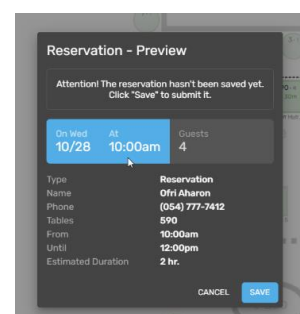 Reservation - Preview
Attention! The reservation hasn't been saved yet.
Click "Save" to submit it.
On Wed At Guests
10/28 10:00am 4
Type Reservation
Name Ofri Aharon
Phone (054) 777-7412
Tables 590
From 10:00am
Until 12:00pm
Estimated Duration 2 hr.
CANCEL SAVE